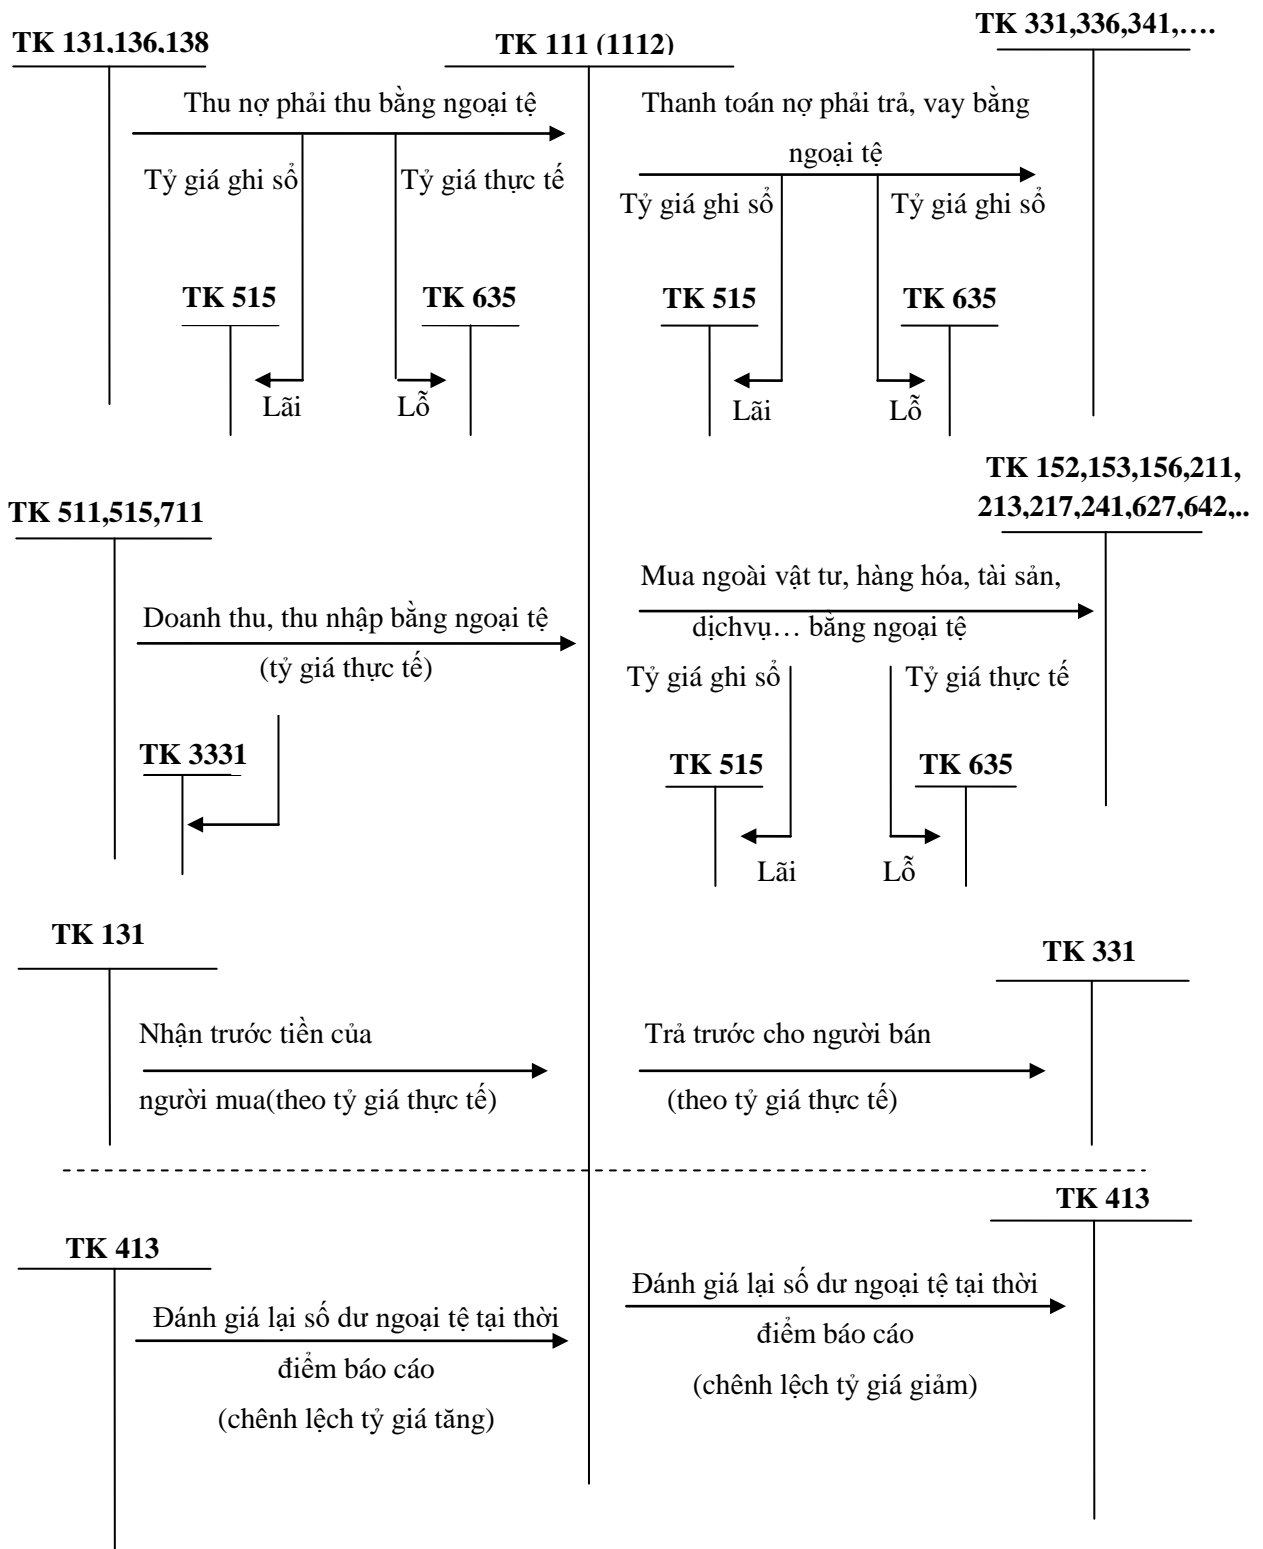 TK 131,136,138
TK 111 (1112)
TK 331,336,341,….
Thu nợ phải thu bằng ngoại tệ
Tỷ giá ghi sổ
Tỷ giá thực tế
TK 515
TK 635
Lãi
Lỗ
Thanh toán nợ phải trả, vay bằng
ngoại tệ
Tỷ giá ghi sổ
Tỷ giá ghi sổ
TK 515
TK 635
Lãi
Lỗ
TK 511,515,711
TK 152,153,156,211,
213,217,241,627,642,..
Doanh thu, thu nhập bằng ngoại tệ
(tỷ giá thực tế)
TK 3331
Mua ngoài vật tư, hàng hóa, tài sản,
dịchvụ… bằng ngoại tệ
Tỷ giá ghi sổ
Tỷ giá thực tế
TK 515
TK 635
Lãi
Lỗ
TK 131
TK 331
Nhận trước tiền của
người mua(theo tỷ giá thực tế)
Trả trước cho người bán
(theo tỷ giá thực tế)
TK 413
TK 413
Đánh giá lại số dư ngoại tệ tại thời
điểm báo cáo
(chênh lệch tỷ giá tăng)
Đánh giá lại số dư ngoại tệ tại thời
điểm báo cáo
(chênh lệch tỷ giá giảm)